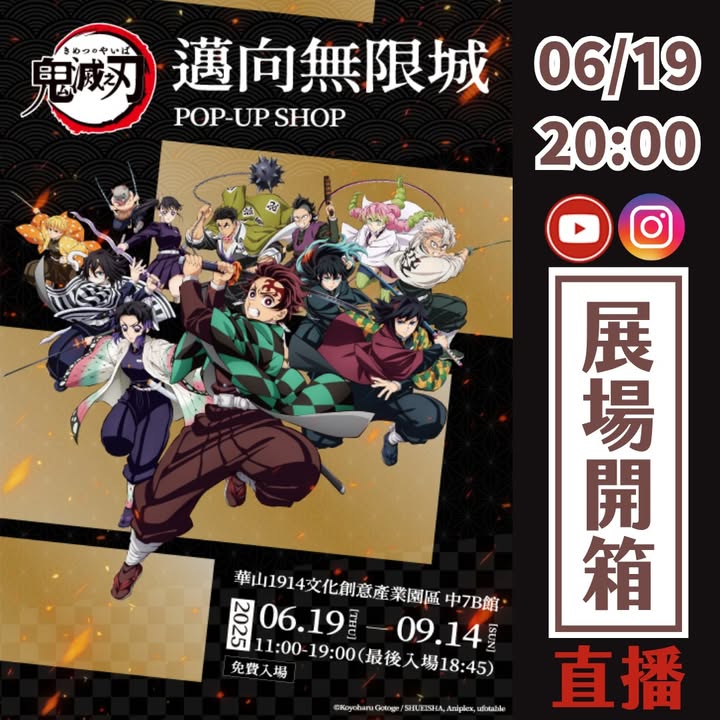 きめつのやいば
鬼滅之刃
邁向無限城
POP-UP SHOP
華山1914文化創意產業園區 中7B館
2025 06.19[THU]—09.14[SUN]
11:00-19:00(最後入場18:45)
免費入場
©Koyoharu Gotoge / SHUEISHA, Aniplex, ufotable
06/19
20:00
展場開箱
直播